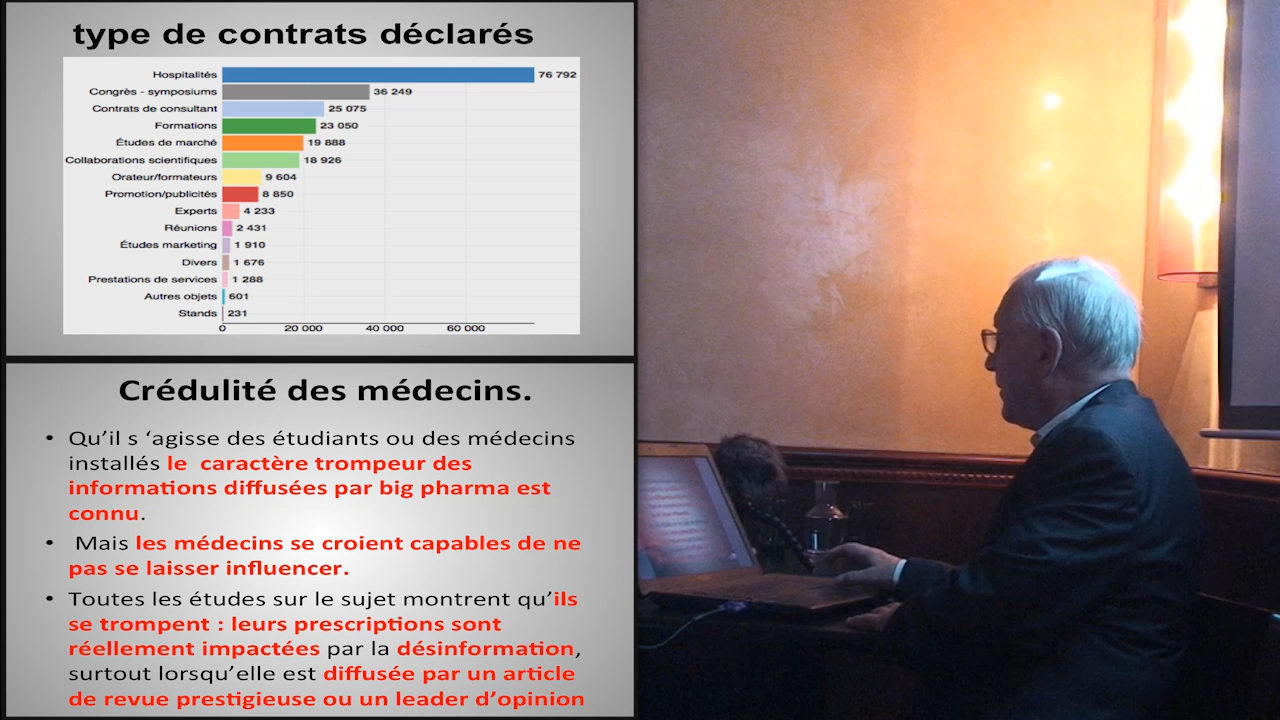 type de contrats déclarés
Hospitalités 76 792
Congrès - symposiums 36 249
Contrats de consultant 25 075
Formations 23 050
Études de marché 19 888
Collaborations scientifiques 18 926
Orateur/formateurs 9 604
Promotion/publicités 8 850
Experts 4 233
Réunions 2 431
Études marketing 1 910
Divers 1 676
Prestations de services 1 288
Autres objets 601
Stands 231
0 20 000 40 000 60 000
Crédulité des médecins.
• Qu’il s ‘agisse des étudiants ou des médecins
installés le caractère trompeur des
informations diffusées par big pharma est
connu.
• Mais les médecins se croient capables de ne
pas se laisser influencer.
• Toutes les études sur le sujet montrent qu’ils
se trompent : leurs prescriptions sont
réellement impactées par la désinformation,
surtout lorsqu’elle est diffusée par un article
de revue prestigieuse ou un leader d’opinion